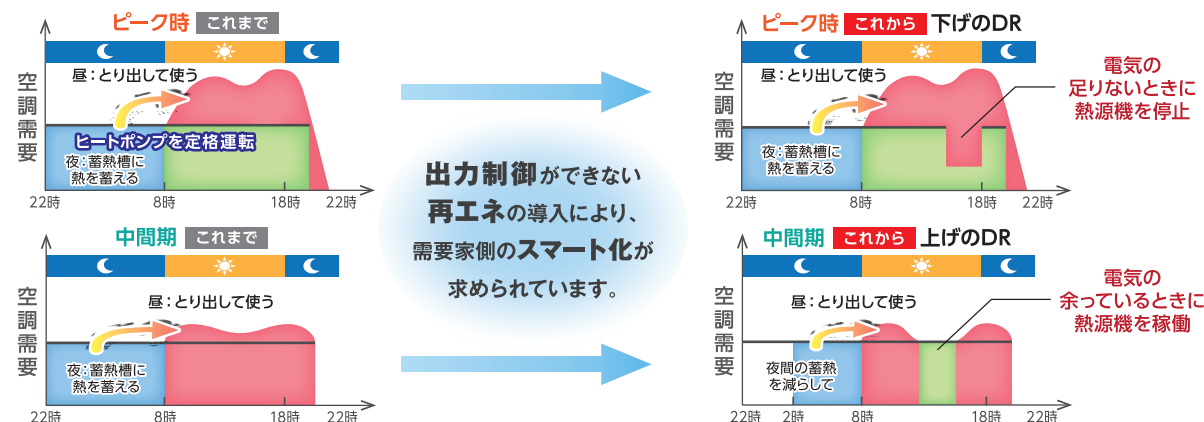 ピーク時 これまで
空調需要
昼：とり出して使う
ヒートポンプを定格運転
夜：蓄熱槽に
熱を蓄える
22時 8時 18時 22時
中間期 これまで
空調需要
昼：とり出して使う
夜：蓄熱槽に
熱を蓄える
22時 8時 18時 22時
出力制御ができない
再エネの導入により、
需要家側のスマート化が
求められています。
ピーク時 これから 下げのDR
空調需要
昼：とり出して使う
夜：蓄熱槽に
熱を蓄える
電気の
足りないときに
熱源機を停止
22時 8時 18時 22時
中間期 これから 上げのDR
空調需要
昼：とり出して使う
夜間の蓄熱
を減らして
電気の
余っているときに
熱源機を稼働
22時 2時 8時 18時 22時